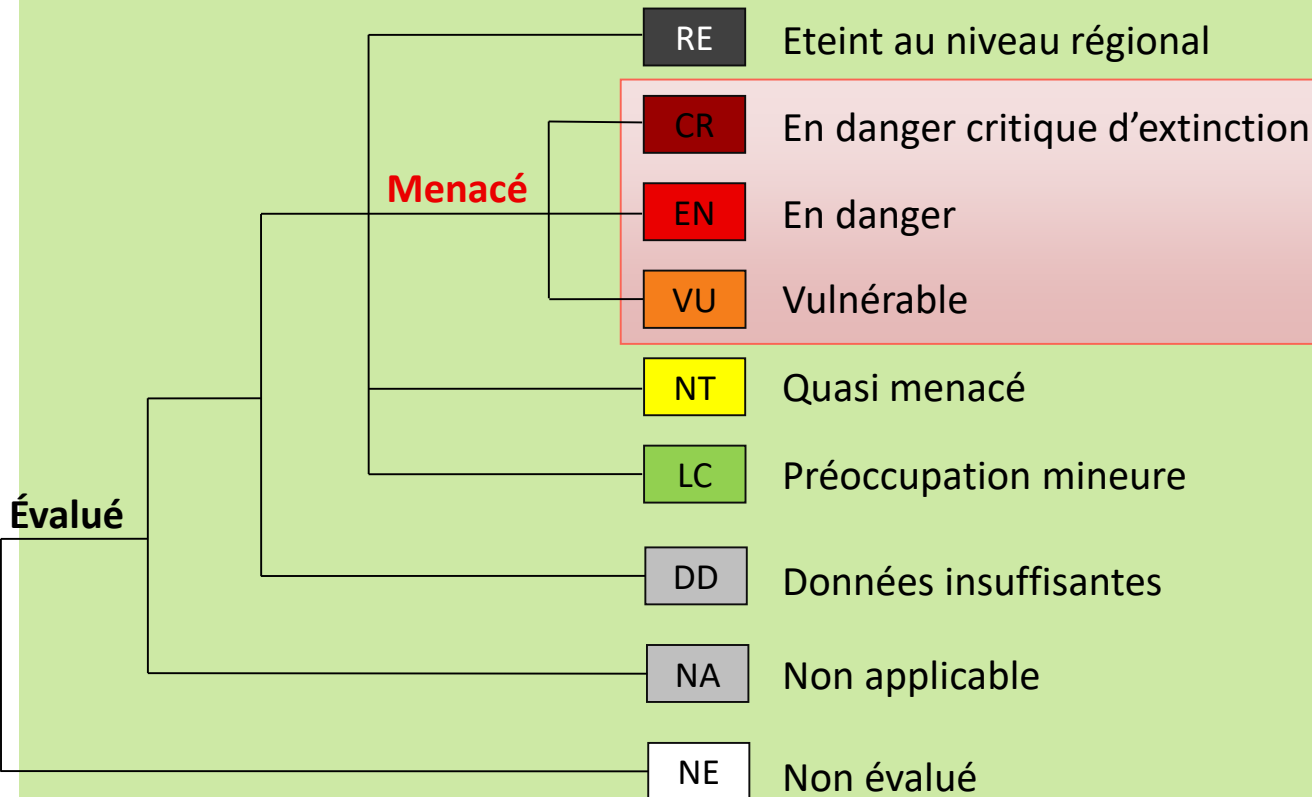 RE Eteint au niveau régional
CR En danger critique d'extinction
Menacé
EN En danger
VU Vulnérable
NT Quasi menacé
LC Préoccupation mineure
Évalué
DD Données insuffisantes
NA Non applicable
NE Non évalué